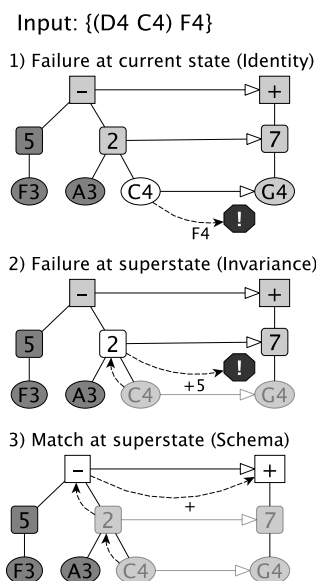 Input: {(D4 C4) F4}
1) Failure at current state (Identity)
– +
5 2 7
F3 A3 C4 G4
!
F4
2) Failure at superstate (Invariance)
– +
5 2 7
!
+5
F3 A3 C4 G4
3) Match at superstate (Schema)
– +
+
5 2 7
F3 A3 C4 G4